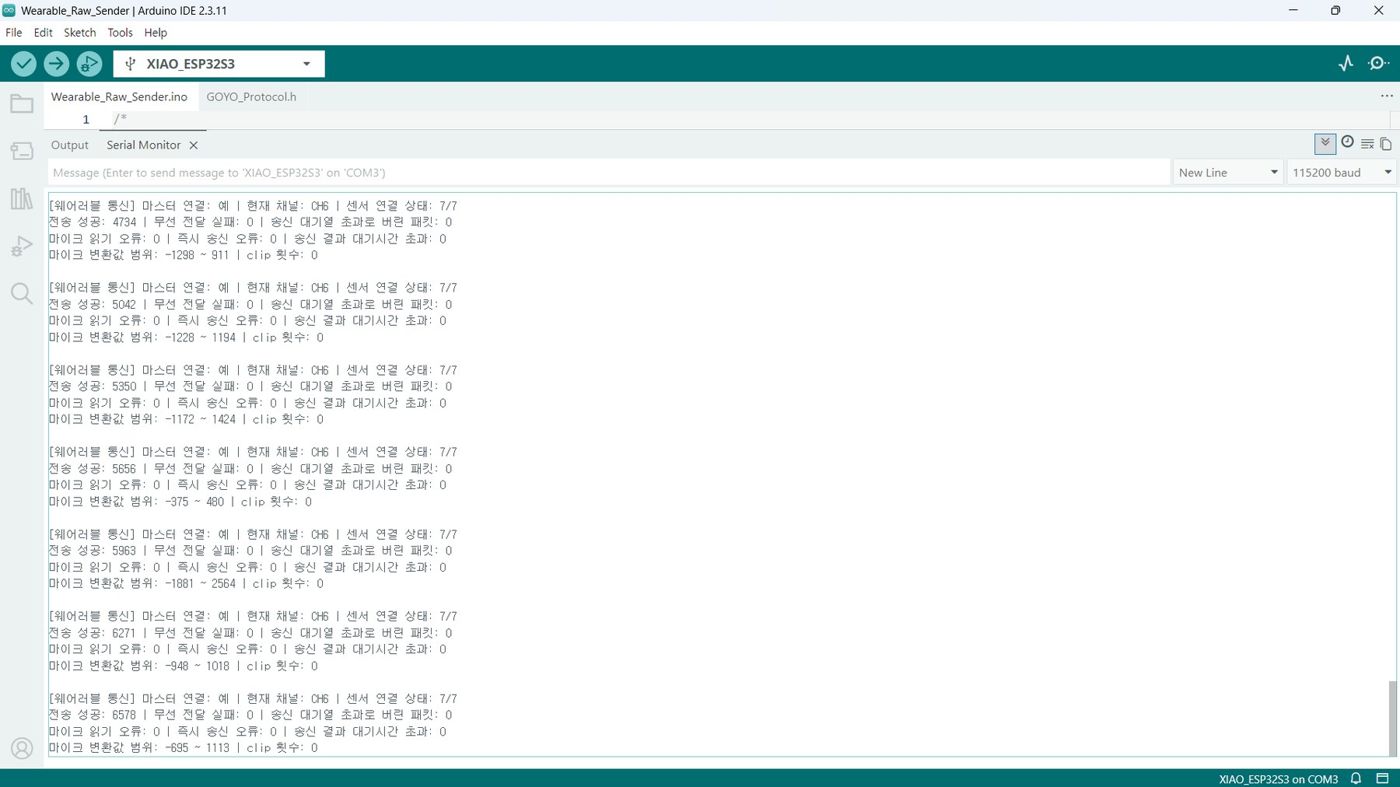 Wearable_Raw_Sender | Arduino IDE 2.3.11
File Edit Sketch Tools Help
XIAO_ESP32S3
Wearable_Raw_Sender.ino GOYO_Protocol.h
1 /*
Output Serial Monitor
Message (Enter to send message to 'XIAO_ESP32S3' on 'COM3') New Line 115200 baud
[웨어러블 통신] 마스터 연결: 예 | 현재 채널: CH6 | 센서 연결 상태: 7/7
전송 성공: 4734 | 무선 전달 실패: 0 | 송신 대기열 초과로 버린 패킷: 0
마이크 읽기 오류: 0 | 즉시 송신 오류: 0 | 송신 결과 대기시간 초과: 0
마이크 변환값 범위: -1298 ~ 911 | clip 횟수: 0
[웨어러블 통신] 마스터 연결: 예 | 현재 채널: CH6 | 센서 연결 상태: 7/7
전송 성공: 5042 | 무선 전달 실패: 0 | 송신 대기열 초과로 버린 패킷: 0
마이크 읽기 오류: 0 | 즉시 송신 오류: 0 | 송신 결과 대기시간 초과: 0
마이크 변환값 범위: -1228 ~ 1194 | clip 횟수: 0
[웨어러블 통신] 마스터 연결: 예 | 현재 채널: CH6 | 센서 연결 상태: 7/7
전송 성공: 5350 | 무선 전달 실패: 0 | 송신 대기열 초과로 버린 패킷: 0
마이크 읽기 오류: 0 | 즉시 송신 오류: 0 | 송신 결과 대기시간 초과: 0
마이크 변환값 범위: -1172 ~ 1424 | clip 횟수: 0
[웨어러블 통신] 마스터 연결: 예 | 현재 채널: CH6 | 센서 연결 상태: 7/7
전송 성공: 5656 | 무선 전달 실패: 0 | 송신 대기열 초과로 버린 패킷: 0
마이크 읽기 오류: 0 | 즉시 송신 오류: 0 | 송신 결과 대기시간 초과: 0
마이크 변환값 범위: -375 ~ 480 | clip 횟수: 0
[웨어러블 통신] 마스터 연결: 예 | 현재 채널: CH6 | 센서 연결 상태: 7/7
전송 성공: 5963 | 무선 전달 실패: 0 | 송신 대기열 초과로 버린 패킷: 0
마이크 읽기 오류: 0 | 즉시 송신 오류: 0 | 송신 결과 대기시간 초과: 0
마이크 변환값 범위: -1881 ~ 2564 | clip 횟수: 0
[웨어러블 통신] 마스터 연결: 예 | 현재 채널: CH6 | 센서 연결 상태: 7/7
전송 성공: 6271 | 무선 전달 실패: 0 | 송신 대기열 초과로 버린 패킷: 0
마이크 읽기 오류: 0 | 즉시 송신 오류: 0 | 송신 결과 대기시간 초과: 0
마이크 변환값 범위: -948 ~ 1018 | clip 횟수: 0
[웨어러블 통신] 마스터 연결: 예 | 현재 채널: CH6 | 센서 연결 상태: 7/7
전송 성공: 6578 | 무선 전달 실패: 0 | 송신 대기열 초과로 버린 패킷: 0
마이크 읽기 오류: 0 | 즉시 송신 오류: 0 | 송신 결과 대기시간 초과: 0
마이크 변환값 범위: -695 ~ 1113 | clip 횟수: 0
XIAO_ESP32S3 on COM3